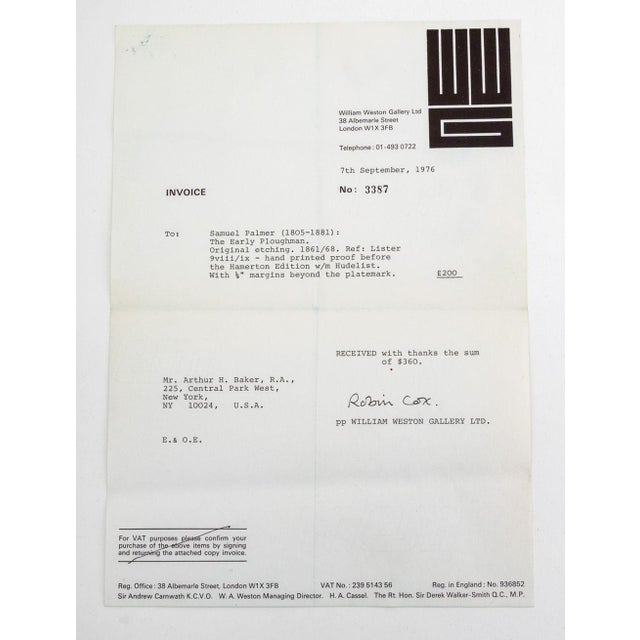 WWG
William Weston Gallery Ltd
38 Albemarle Street
London W1X 3FB
Telephone: 01-493 0722
7th September, 1976
INVOICE
No: 3387
To: Samuel Palmer (1805-1881):
The Early Ploughman.
Original etching. 1861/68. Ref: Lister
9viii/ix - hand printed proof before
the Hamerton Edition w/m Hudelist.
With ⅝" margins beyond the platemark. £200
RECEIVED with thanks the sum
of $360.
Mr. Arthur H. Baker, R.A.,
225, Central Park West,
New York,
NY 10024, U.S.A.
Robin Cox.
pp WILLIAM WESTON GALLERY LTD.
E.& O.E.
For VAT purposes please confirm your
purchase of the above items by signing
and returning the attached copy invoice.
Reg. Office: 38 Albemarle Street, London W1X 3FB VAT No: 239 5143 56 Reg. in England: No. 936852
Sir Andrew Carnwath K.C.V.O. W. A. Weston Managing Director. H. A. Cassel. The Rt. Hon. Sir Derek Walker-Smith Q.C., M.P.